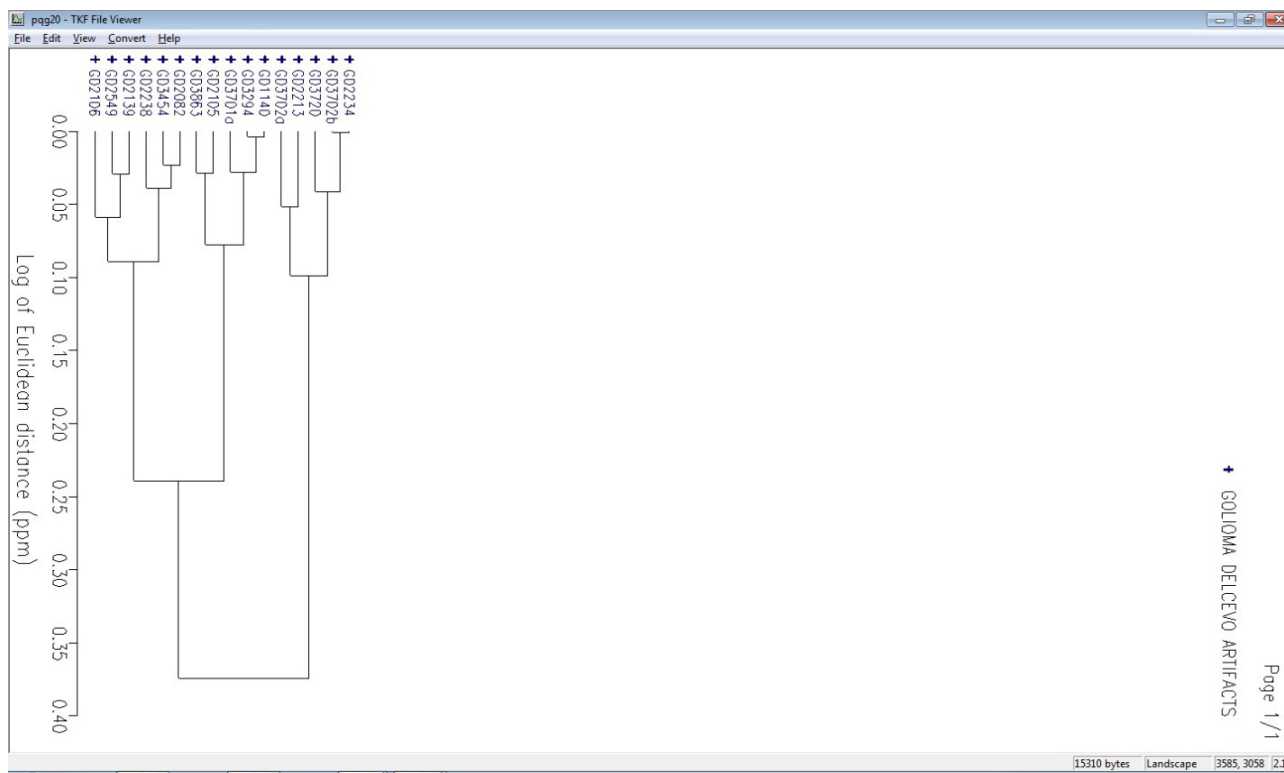 pqg20 - TKF File Viewer
File Edit View Convert Help
GD2106
GD2549
GD2139
GD2238
GD3454
GD2082
GD3863
GD2105
GD3701a
GD3294
GD1140
GD3702a
GD2213
GD3720
GD3702b
GD2234
0.00
0.05
0.10
0.15
0.20
0.25
0.30
0.35
0.40
Log of Euclidean distance (ppm)
GOLIOMA DELCEVO ARTIFACTS
Page 1/1
15310 bytes Landscape 3585, 3058